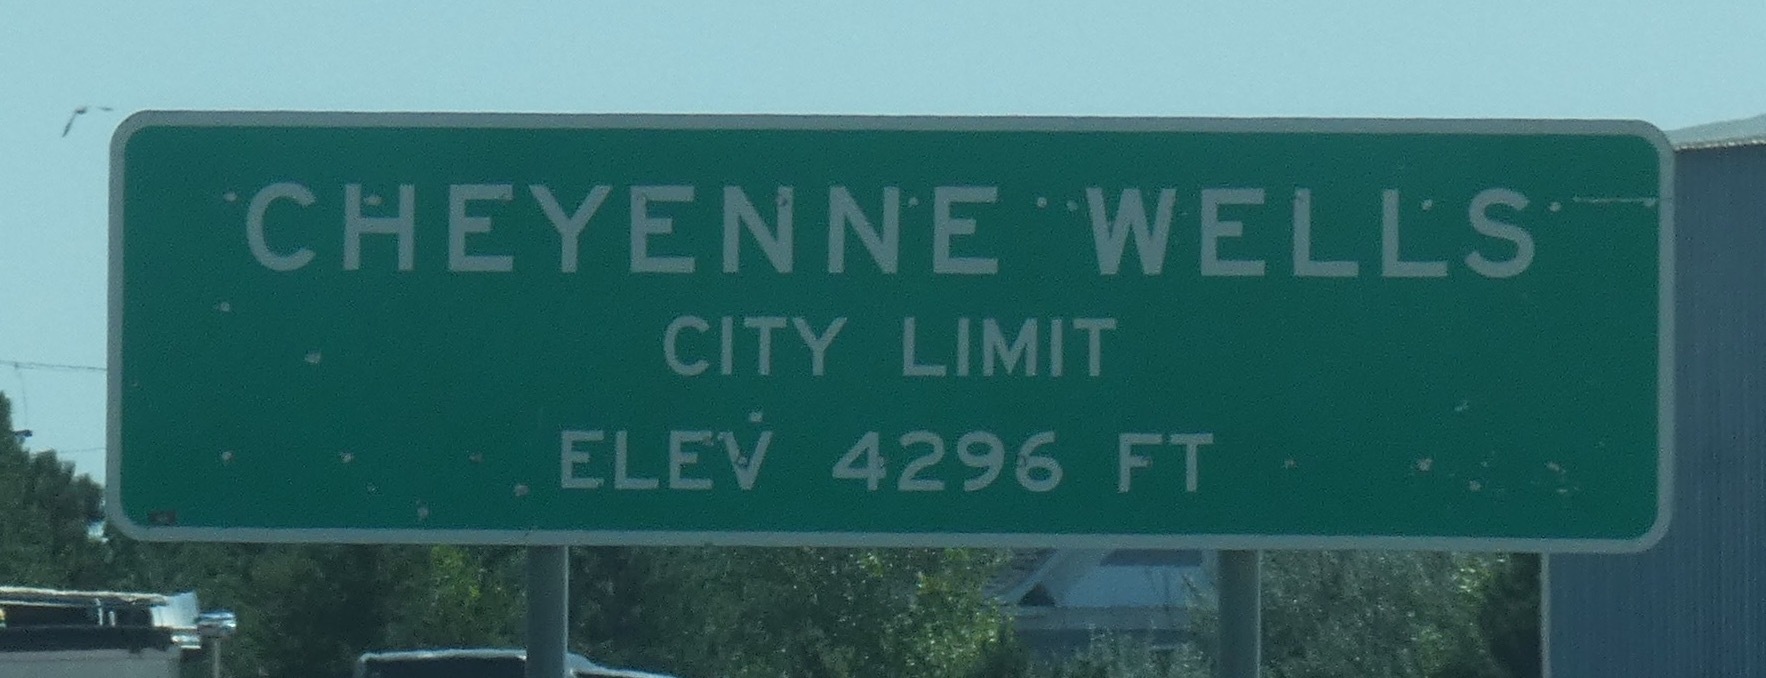 CHEYENNE WELLS
CITY LIMIT
ELEV 4296 FT